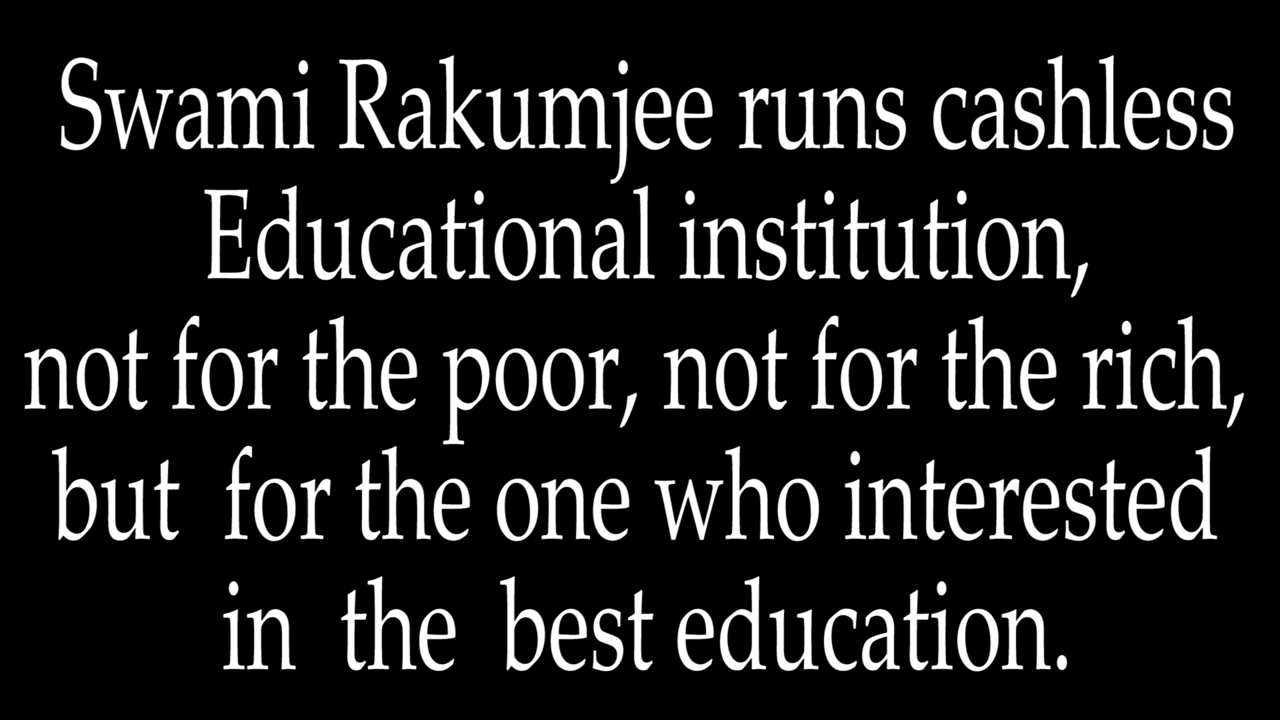 Swami Rakumjee runs cashless
Educational institution,
not for the poor, not for the rich,
but for the one who interested
in the best education.